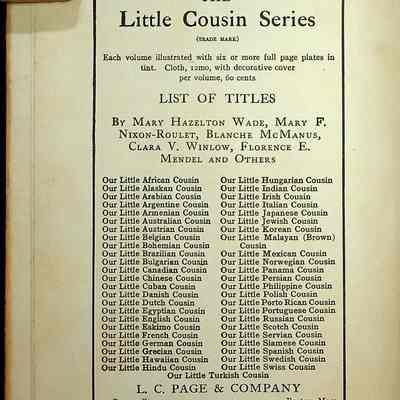 Little Cousin Series
(TRADE MARK)
Each volume illustrated with six or more full page plates in
tint. Cloth, 12mo, with decorative cover
per volume, 60 cents
LIST OF TITLES
BY MARY HAZELTON WADE, MARY F.
NIXON-ROULET, BLANCHE MCMANUS,
CLARA V. WINLOW, FLORENCE E.
MENDEL AND OTHERS
Our Little African Cousin
Our Little Alaskan Cousin
Our Little Arabian Cousin
Our Little Argentine Cousin
Our Little Armenian Cousin
Our Little Australian Cousin
Our Little Austrian Cousin
Our Little Belgian Cousin
Our Little Bohemian Cousin
Our Little Brazilian Cousin
Our Little Bulgarian Cousin
Our Little Canadian Cousin
Our Little Chinese Cousin
Our Little Cuban Cousin
Our Little Danish Cousin
Our Little Dutch Cousin
Our Little Egyptian Cousin
Our Little English Cousin
Our Little Eskimo Cousin
Our Little French Cousin
Our Little German Cousin
Our Little Grecian Cousin
Our Little Hawaiian Cousin
Our Little Hindu Cousin
Our Little Hungarian Cousin
Our Little Indian Cousin
Our Little Irish Cousin
Our Little Italian Cousin
Our Little Japanese Cousin
Our Little Jewish Cousin
Our Little Korean Cousin
Our Little Malayan (Brown)
Cousin
Our Little Mexican Cousin
Our Little Norwegian Cousin
Our Little Panama Cousin
Our Little Persian Cousin
Our Little Philippine Cousin
Our Little Polish Cousin
Our Little Porto Rican Cousin
Our Little Portuguese Cousin
Our Little Russian Cousin
Our Little Scotch Cousin
Our Little Servian Cousin
Our Little Siamese Cousin
Our Little Spanish Cousin
Our Little Swedish Cousin
Our Little Swiss Cousin
Our Little Turkish Cousin
L. C. PAGE & COMPANY